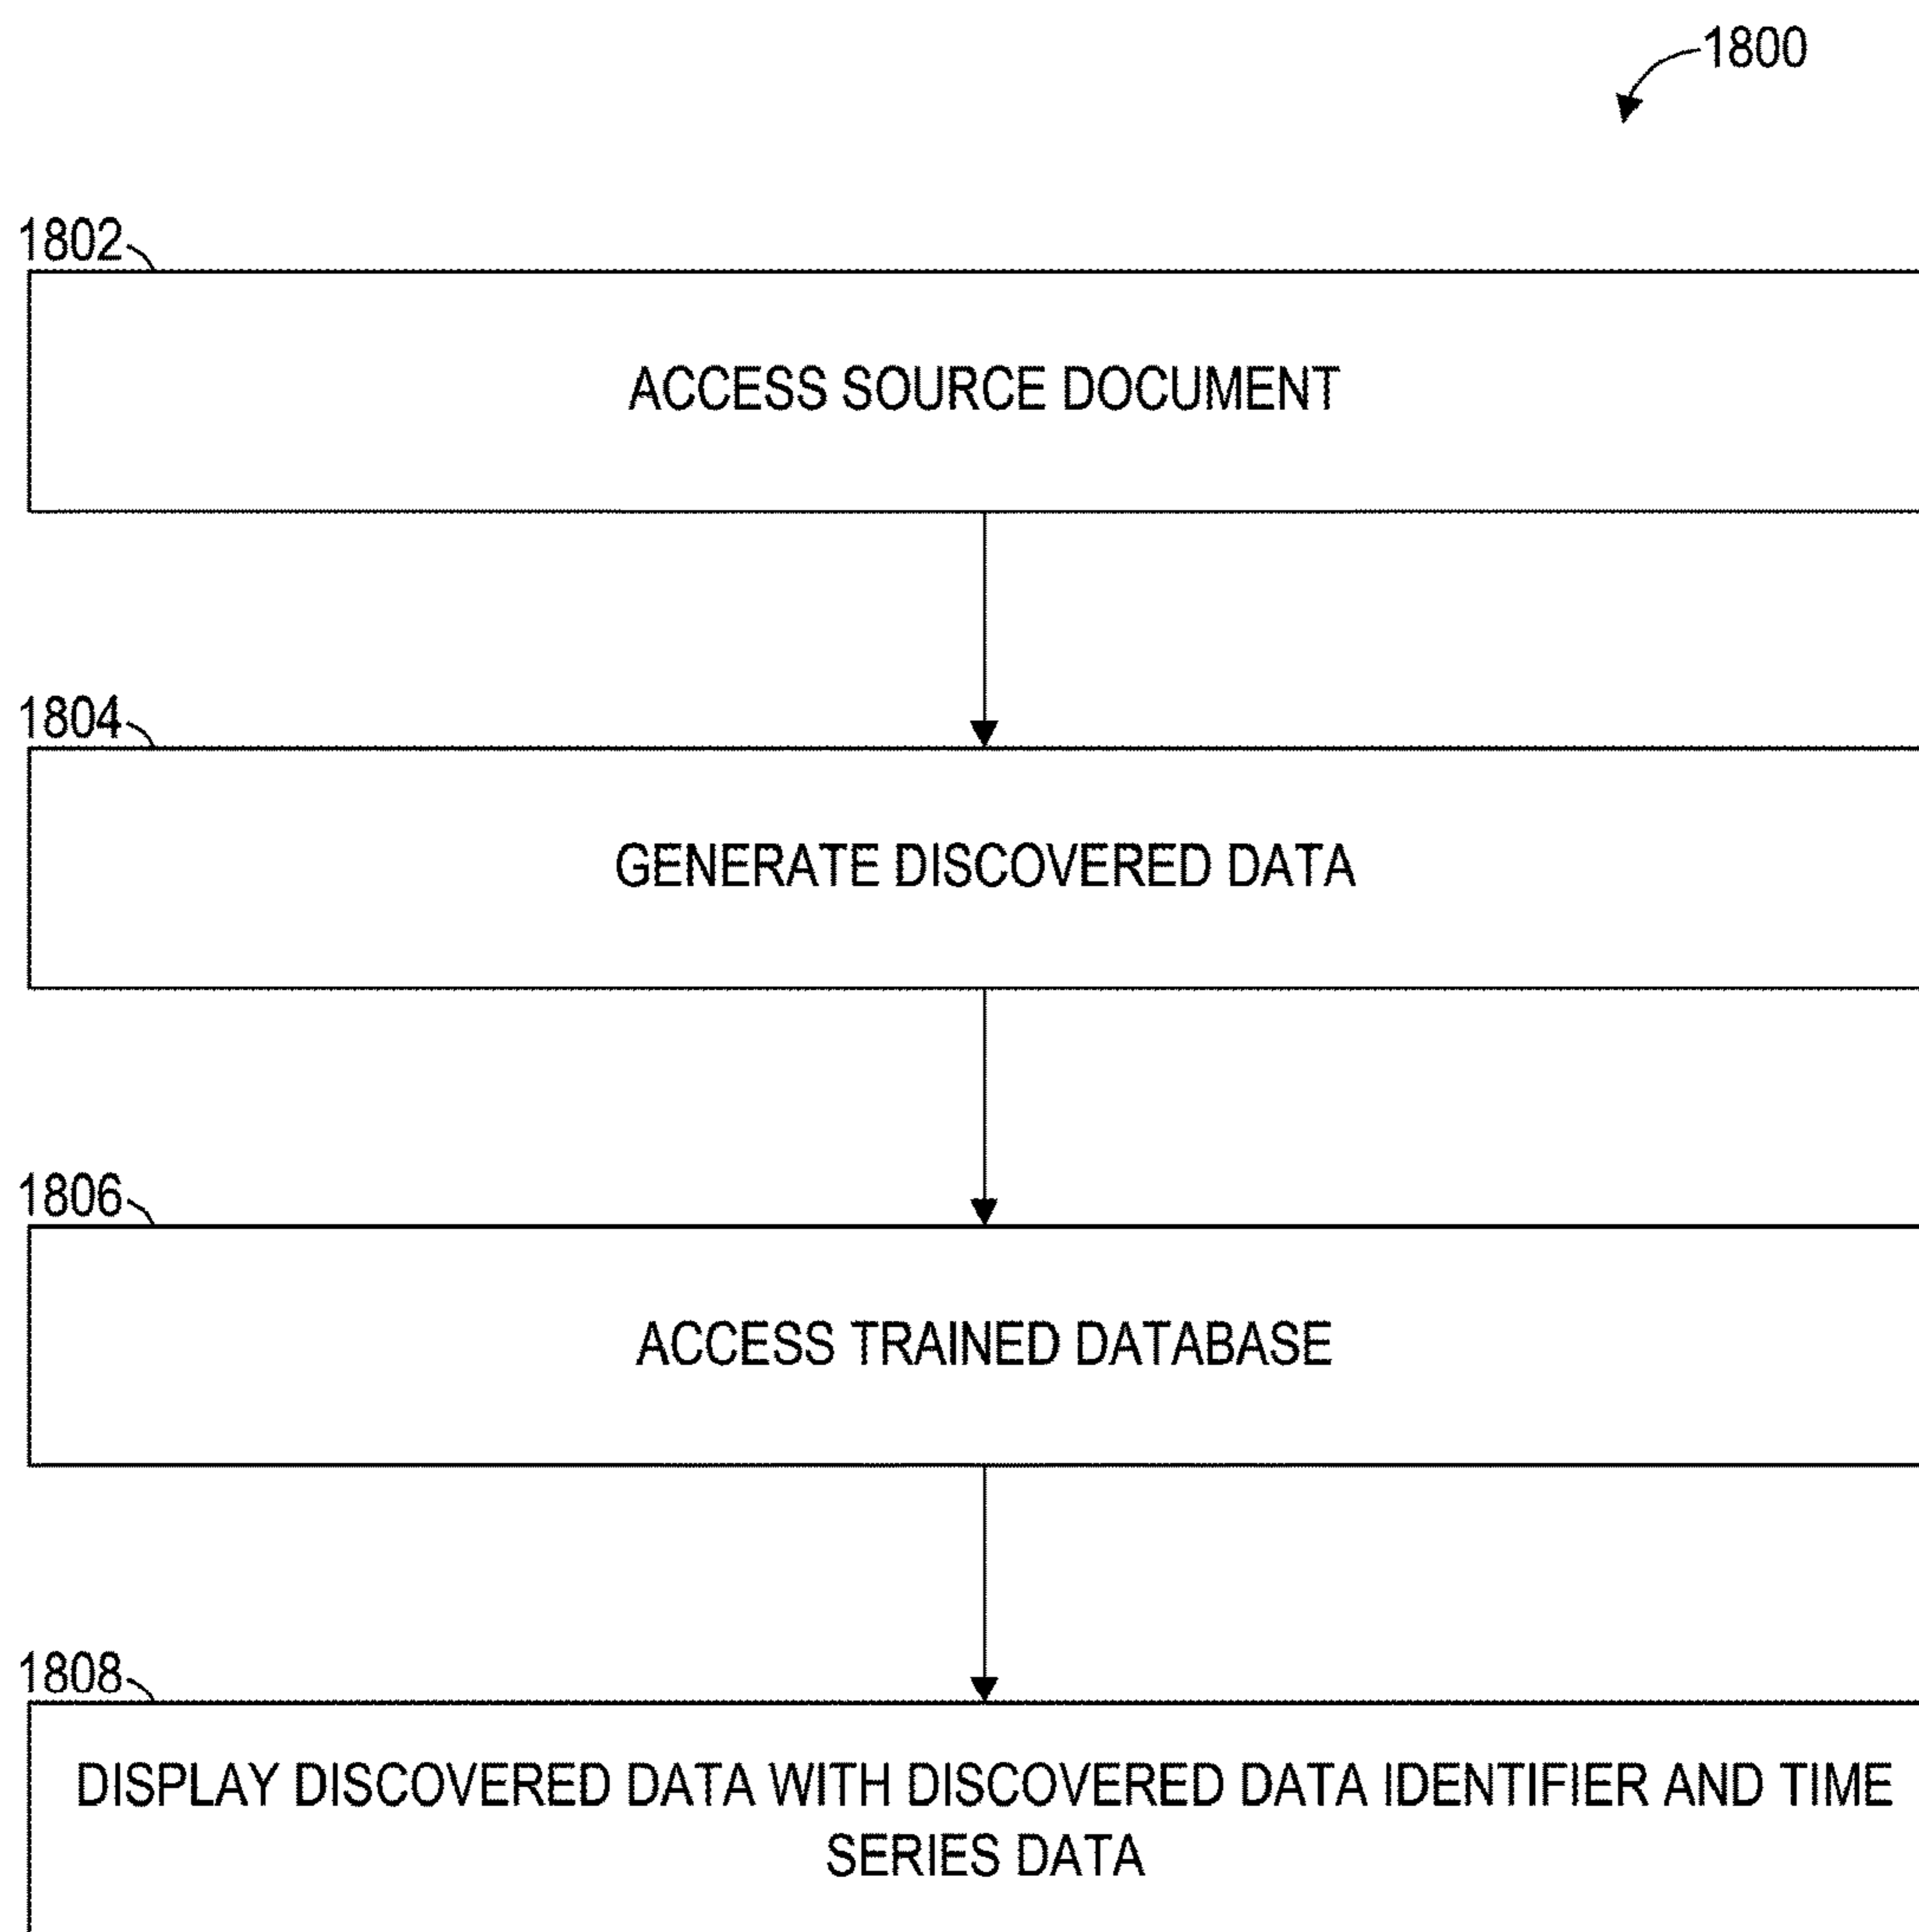 1800
1802
ACCESS SOURCE DOCUMENT
1804
GENERATE DISCOVERED DATA
1806
ACCESS TRAINED DATABASE
1808
DISPLAY DISCOVERED DATA WITH DISCOVERED DATA IDENTIFIER AND TIME
SERIES DATA